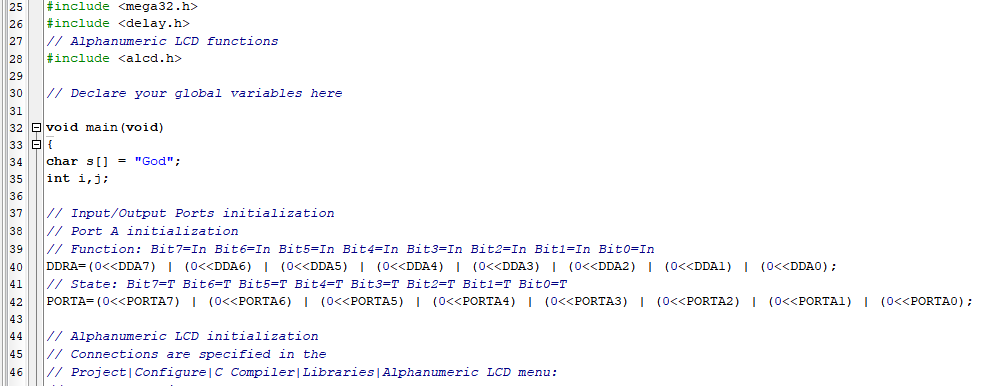 25 #include <mega32.h>
26 #include <delay.h>
27 // Alphanumeric LCD functions
28 #include <alcd.h>
29
30 // Declare your global variables here
31
32 void main(void)
33 {
34 char s[] = "God";
35 int i,j;
36
37 // Input/Output Ports initialization
38 // Port A initialization
39 // Function: Bit7=In Bit6=In Bit5=In Bit4=In Bit3=In Bit2=In Bit1=In Bit0=In
40 DDRA=(0<<DDA7) | (0<<DDA6) | (0<<DDA5) | (0<<DDA4) | (0<<DDA3) | (0<<DDA2) | (0<<DDA1) | (0<<DDA0);
41 // State: Bit7=T Bit6=T Bit5=T Bit4=T Bit3=T Bit2=T Bit1=T Bit0=T
42 PORTA=(0<<PORTA7) | (0<<PORTA6) | (0<<PORTA5) | (0<<PORTA4) | (0<<PORTA3) | (0<<PORTA2) | (0<<PORTA1) | (0<<PORTA0);
43
44 // Alphanumeric LCD initialization
45 // Connections are specified in the
46 // Project|Configure|C Compiler|Libraries|Alphanumeric LCD menu: